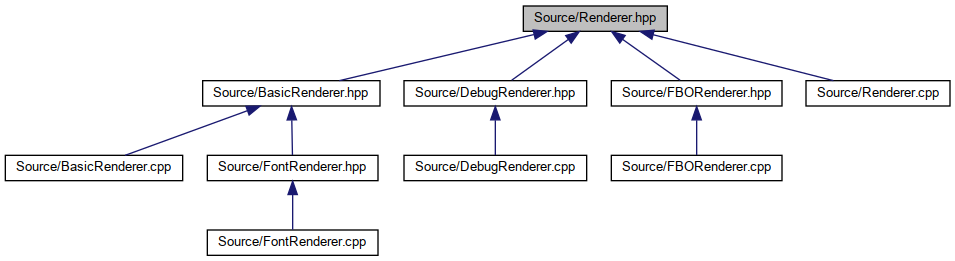 Source/Renderer.hpp
Source/BasicRenderer.hpp
Source/DebugRenderer.hpp
Source/FBORenderer.hpp
Source/Renderer.cpp
Source/BasicRenderer.cpp
Source/FontRenderer.hpp
Source/DebugRenderer.cpp
Source/FBORenderer.cpp
Source/FontRenderer.cpp